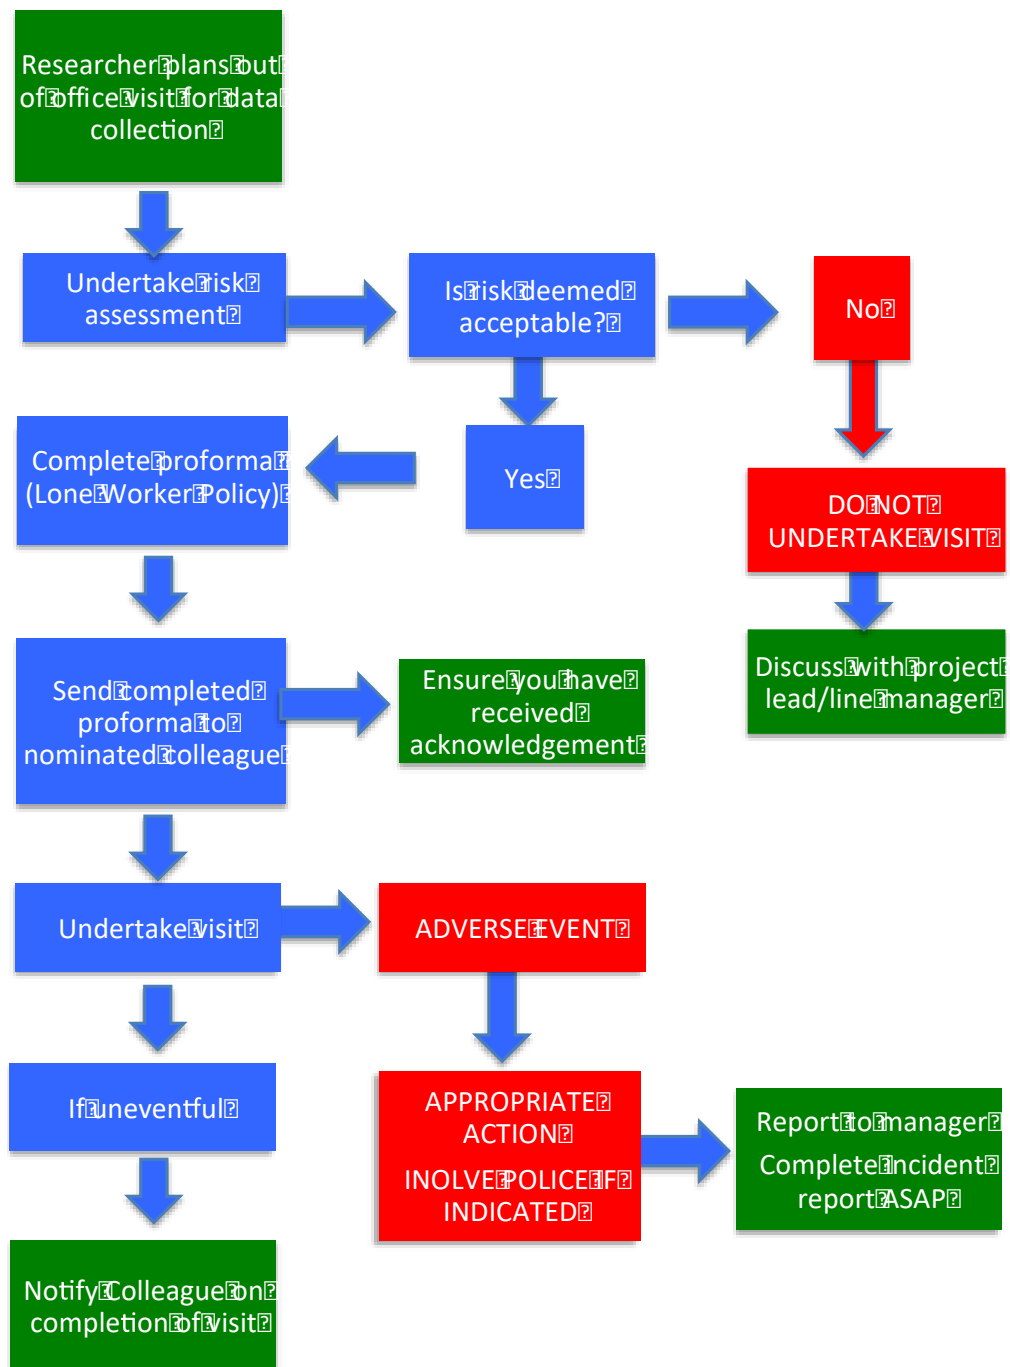 Researcher plans out
of office visit for data
collection
Undertake risk
assessment
Is risk deemed
acceptable?
No
Complete proforma
(Lone Worker Policy)
Yes
DO NOT
UNDERTAKE VISIT
Send completed
proforma to
nominated colleague
Ensure you have
received
acknowledgement
Discuss with project
lead/line manager
Undertake visit
ADVERSE EVENT
If uneventful
APPROPRIATE
ACTION
INOLVE POLICE IF
INDICATED
Report to manager
Complete incident
report ASAP
Notify Colleague on
completion of visit